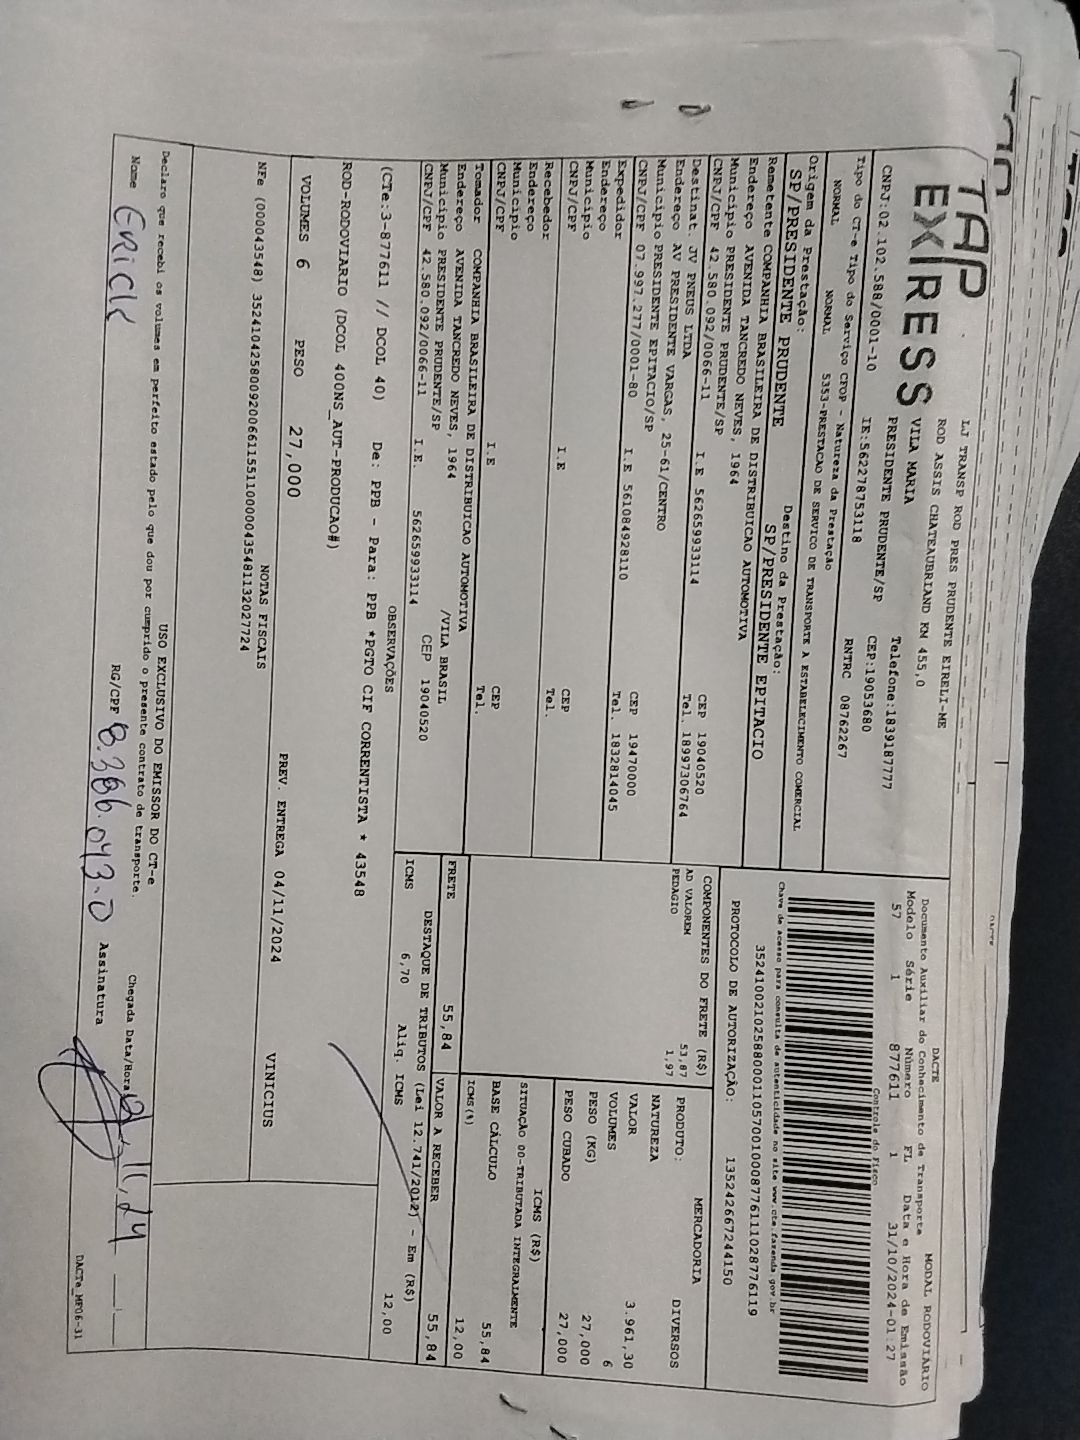 TAP
EXPRESS
LJ TRANSP ROD PRES PRUDENTE EIRELI-ME
ROD ASSIS CHATEAUBRIAND KM 455,0
VILA MARIA
PRESIDENTE PRUDENTE/SP
Telefone:1839187777
CNPJ:02.102.588/0001-10 IE:562278753118 CEP:19053680
Tipo do CT-e Tipo do Serviço CFOP - Natureza da Prestação RNTRC 08762267
NORMAL NORMAL 5353-PRESTACAO DE SERVICO DE TRANSPORTE A ESTABELECIMENTO COMERCIAL
Origem da Prestação: Destino da Prestação:
SP/PRESIDENTE PRUDENTE SP/PRESIDENTE EPITACIO
DACTE MODAL RODOVIÁRIO
Documento Auxiliar do Conhecimento de Transporte
Modelo Série Número FL Data e Hora de Emissão
57 1 877611 1 31/10/2024-01:27
Controle do Fisco
Chave de acesso para consulta de autenticidade no site www.cte.fazenda.gov.br
35241002102588000110570010008776111028776119
PROTOCOLO DE AUTORIZAÇÃO: 135242667244150
Remetente COMPANHIA BRASILEIRA DE DISTRIBUICAO AUTOMOTIVA
Endereço AVENIDA TANCREDO NEVES, 1964
Município PRESIDENTE PRUDENTE/SP CEP 19040520
CNPJ/CPF 42.580.092/0066-11 I.E 562659933114 Tel. 18997306764
Destinat. JV PNEUS LTDA
Endereço AV PRESIDENTE VARGAS, 25-61/CENTRO
Município PRESIDENTE EPITACIO/SP CEP 19470000
CNPJ/CPF 07.997.277/0001-80 I.E 561084928110 Tel. 1832814045
Expedidor
Endereço
Município CEP
CNPJ/CPF I.E Tel.
Recebedor
Endereço
Município CEP
CNPJ/CPF I.E Tel.
Tomador COMPANHIA BRASILEIRA DE DISTRIBUICAO AUTOMOTIVA
Endereço AVENIDA TANCREDO NEVES, 1964 /VILA BRASIL
Município PRESIDENTE PRUDENTE/SP CEP 19040520
CNPJ/CPF 42.580.092/0066-11 I.E. 562659933114
COMPONENTES DO FRETE (R$)
AD VALOREM 53,87
PEDAGIO 1,97
FRETE 55,84
MERCADORIA
PRODUTO: DIVERSOS
NATUREZA
VALOR 3.961,30
VOLUMES 6
PESO (KG) 27,000
PESO CUBADO 27,000
ICMS (R$)
SITUAÇÃO 00-TRIBUTADA INTEGRALMENTE
BASE CÁLCULO 55,84
ICMS(%) 12,00
VALOR A RECEBER 55,84
DESTAQUE DE TRIBUTOS (Lei 12.741/2012) - Em (R$)
ICMS 6,70 Aliq. ICMS 12,00
OBSERVAÇÕES
(CTe:3-877611 // DCOL 40) De: PPB - Para: PPB *PGTO CIF CORRENTISTA * 43548
ROD-RODOVIARIO (DCOL 400NS_AUT-PRODUCAO#)
VOLUMES 6 PESO 27,000 PREV. ENTREGA 04/11/2024 VINICIUS
NOTAS FISCAIS
NFe (00043548) 35241042580092006611551100000435481132027724
USO EXCLUSIVO DO EMISSOR DO CT-e
Declaro que recebi os volumes em perfeito estado pelo que dou por cumprido o presente contrato de transporte.
Chegada Data/Hora
Nome Erick RG/CPF 8.386.043.0 Assinatura
DACTe_MF06-31